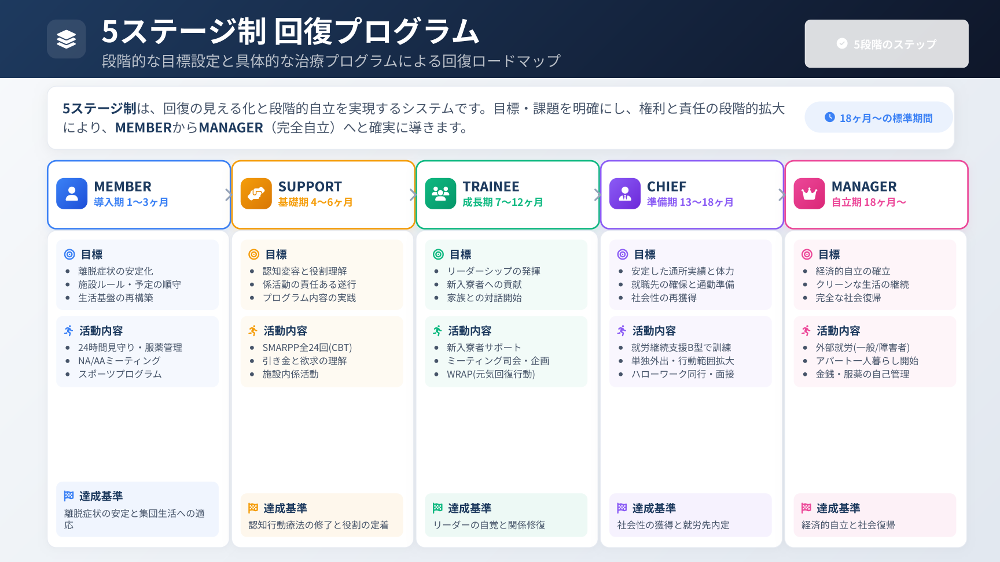 5ステージ制 回復プログラム
段階的な目標設定と具体的な治療プログラムによる回復ロードマップ
5段階のステップ
5ステージ制は、回復の見える化と段階的自立を実現するシステムです。目標・課題を明確にし、権利と責任の段階的拡大
により、MEMBERからMANAGER（完全自立）へと確実に導きます。
18ヶ月〜の標準期間
MEMBER
導入期 1〜3ヶ月
目標
離脱症状の安定化
施設ルール・予定の順守
生活基盤の再構築
活動内容
24時間見守り・服薬管理
NA/AAミーティング
スポーツプログラム
達成基準
離脱症状の安定と集団生活への適
応
SUPPORT
基礎期 4〜6ヶ月
目標
認知変容と役割理解
係活動の責任ある遂行
プログラム内容の実践
活動内容
SMARPP全24回(CBT)
引き金と欲求の理解
施設内係活動
達成基準
認知行動療法の修了と役割の定着
TRAINEE
成長期 7〜12ヶ月
目標
リーダーシップの発揮
新入寮者への貢献
家族との対話開始
活動内容
新入寮者サポート
ミーティング司会・企画
WRAP(元気回復行動)
達成基準
リーダーの自覚と関係修復
CHIEF
準備期 13〜18ヶ月
目標
安定した通所実績と体力
就職先の確保と通勤準備
社会性の再獲得
活動内容
就労継続支援B型で訓練
単独外出・行動範囲拡大
ハローワーク同行・面接
達成基準
社会性の獲得と就労先内定
MANAGER
自立期 18ヶ月〜
目標
経済的自立の確立
クリーンな生活の継続
完全な社会復帰
活動内容
外部就労(一般/障害者)
アパート一人暮らし開始
金銭・服薬の自己管理
達成基準
経済的自立と社会復帰